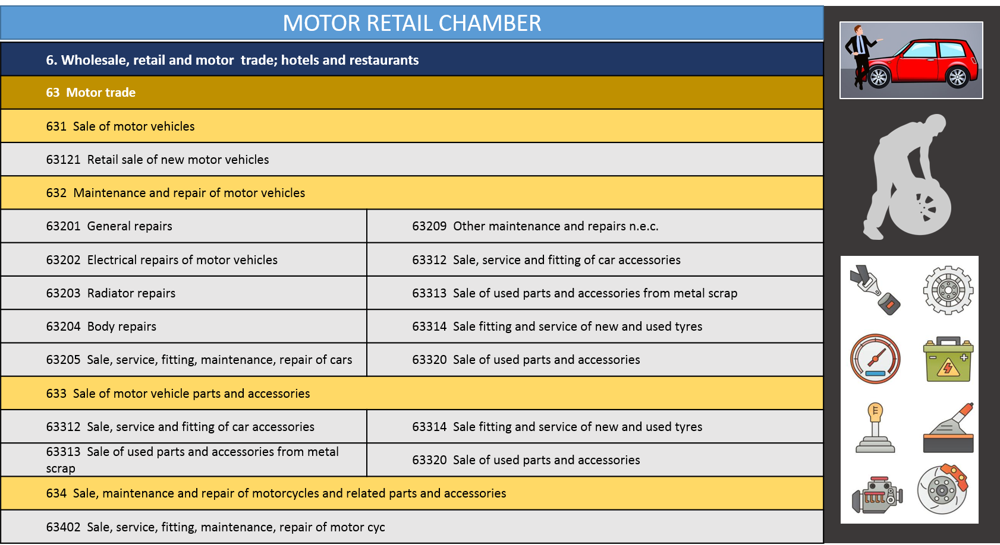 MOTOR RETAIL CHAMBER
6. Wholesale, retail and motor  trade; hotels and restaurants
63  Motor trade
631  Sale of motor vehicles
63121  Retail sale of new motor vehicles
632  Maintenance and repair of motor vehicles
63201  General repairs
63209  Other maintenance and repairs n.e.c.
63202  Electrical repairs of motor vehicles
63312  Sale, service and fitting of car accessories
63203  Radiator repairs
63313  Sale of used parts and accessories from metal scrap
63204  Body repairs
63314  Sale fitting and service of new and used tyres
63205  Sale, service, fitting, maintenance, repair of cars
63320  Sale of used parts and accessories
633  Sale of motor vehicle parts and accessories
63312  Sale, service and fitting of car accessories
63314  Sale fitting and service of new and used tyres
63313  Sale of used parts and accessories from metal
scrap
63320  Sale of used parts and accessories
634  Sale, maintenance and repair of motorcycles and related parts and accessories
63402  Sale, service, fitting, maintenance, repair of motor cyc